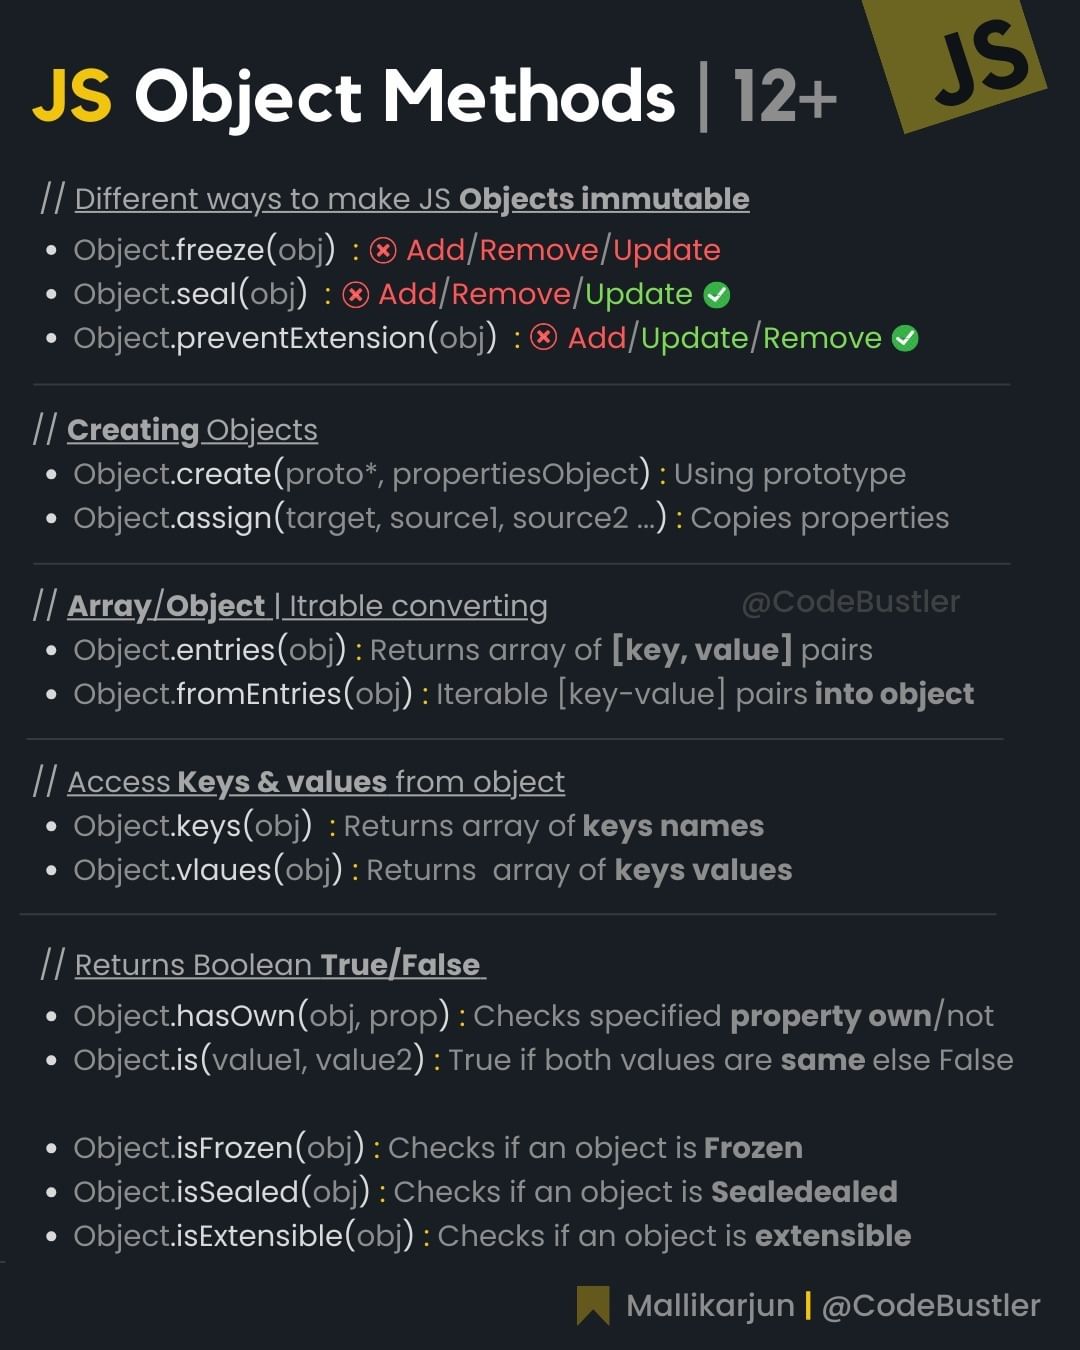 JS
JS Object Methods | 12+
// Different ways to make JS Objects immutable
• Object.freeze(obj) : ⓧ Add/Remove/Update
• Object.seal(obj) : ⓧ Add/Remove/Update ✅
• Object.preventExtension(obj) : ⓧ Add/Update/Remove ✅
// Creating Objects
• Object.create(proto*, propertiesObject) : Using prototype
• Object.assign(target, source1, source2 ...) : Copies properties
// Array/Object | Itrable converting
@CodeBustler
• Object.entries(obj) : Returns array of [key, value] pairs
• Object.fromEntries(obj) : Iterable [key-value] pairs into object
// Access Keys & values from object
• Object.keys(obj) : Returns array of keys names
• Object.vlaues(obj) : Returns array of keys values
// Returns Boolean True/False
• Object.hasOwn(obj, prop) : Checks specified property own/not
• Object.is(value1, value2) : True if both values are same else False
• Object.isFrozen(obj) : Checks if an object is Frozen
• Object.isSealed(obj) : Checks if an object is Sealedealed
• Object.isExtensible(obj) : Checks if an object is extensible
Mallikarjun | @CodeBustler